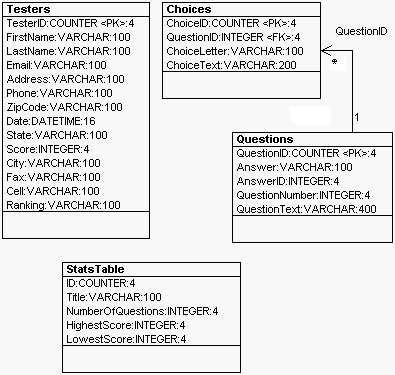 Testers
TesterID:COUNTER <PK>:4
FirstName:VARCHAR:100
LastName:VARCHAR:100
Email:VARCHAR:100
Address:VARCHAR:100
Phone:VARCHAR:100
ZipCode:VARCHAR:100
Date:DATETIME:16
State:VARCHAR:100
Score:INTEGER:4
City:VARCHAR:100
Fax:VARCHAR:100
Cell:VARCHAR:100
Ranking:VARCHAR:100
Choices
ChoiceID:COUNTER <PK>:4
QuestionID:INTEGER <FK>:4
ChoiceLetter:VARCHAR:100
ChoiceText:VARCHAR:200
QuestionID
*
1
Questions
QuestionID:COUNTER <PK>:4
Answer:VARCHAR:100
AnswerID:INTEGER:4
QuestionNumber:INTEGER:4
QuestionText:VARCHAR:400
StatsTable
ID:COUNTER:4
Title:VARCHAR:100
NumberOfQuestions:INTEGER:4
HighestScore:INTEGER:4
LowestScore:INTEGER:4